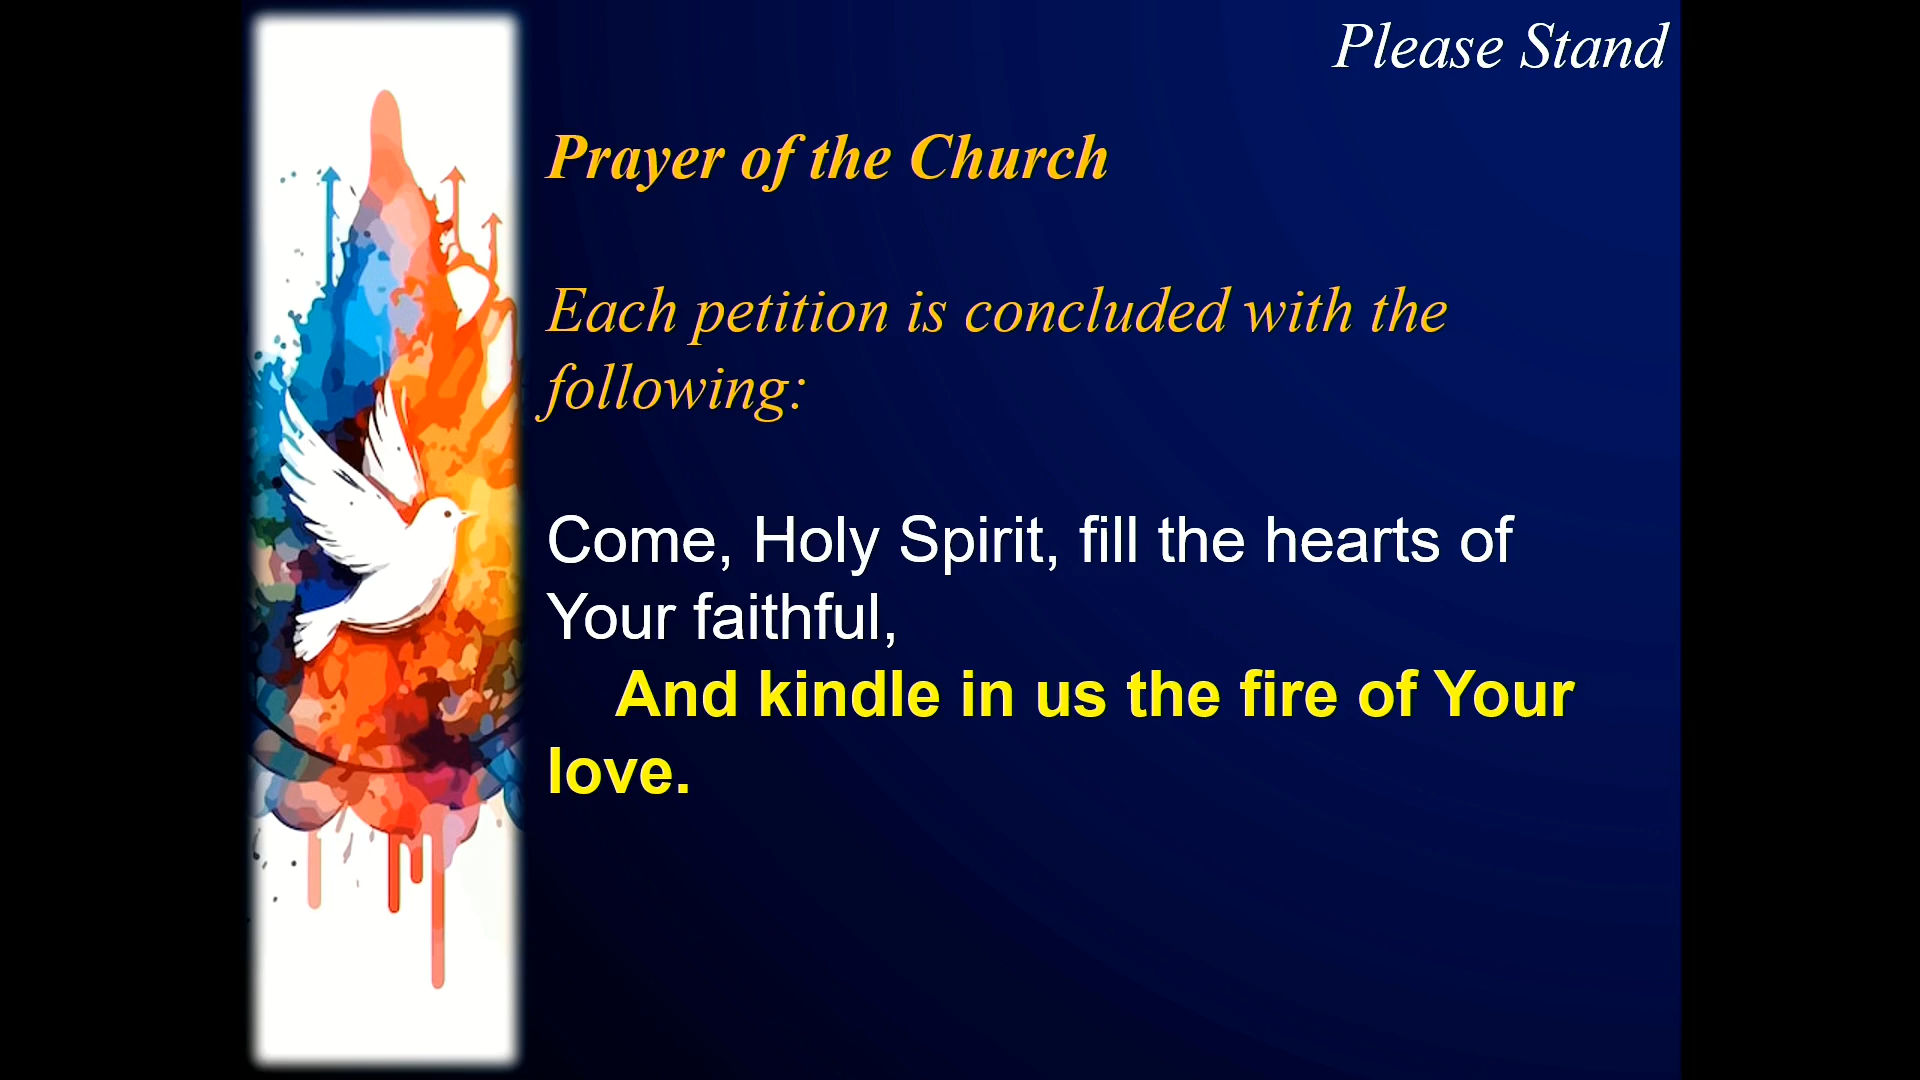 Please Stand
Prayer of the Church
Each petition is concluded with the
following:
Come, Holy Spirit, fill the hearts of
Your faithful,
And kindle in us the fire of Your
love.